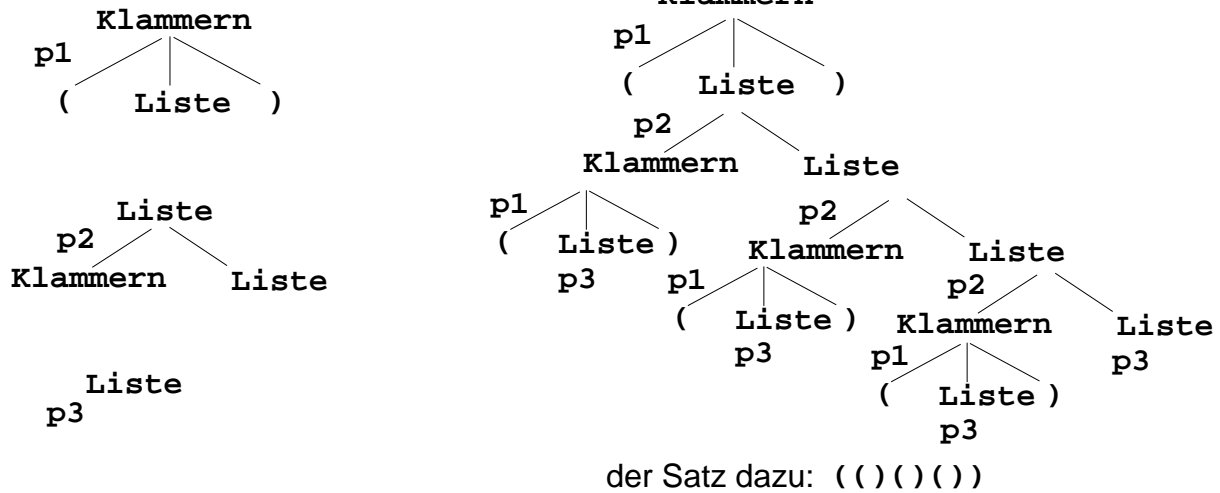 Klammern
p1
( Liste )
Liste
p2
Klammern Liste
Liste
p3
Klammern
p1
( Liste )
p2
Klammern Liste
p1
( Liste )
p3
p2
Klammern Liste
p1
( Liste )
p3
p2
Klammern Liste
p1
( Liste )
p3
p3
der Satz dazu: (()()())